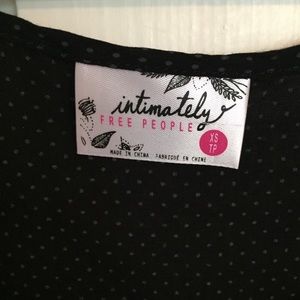 intimately
FREE PEOPLE
XS
TP
MADE IN CHINA FABRIQUÉ EN CHINE